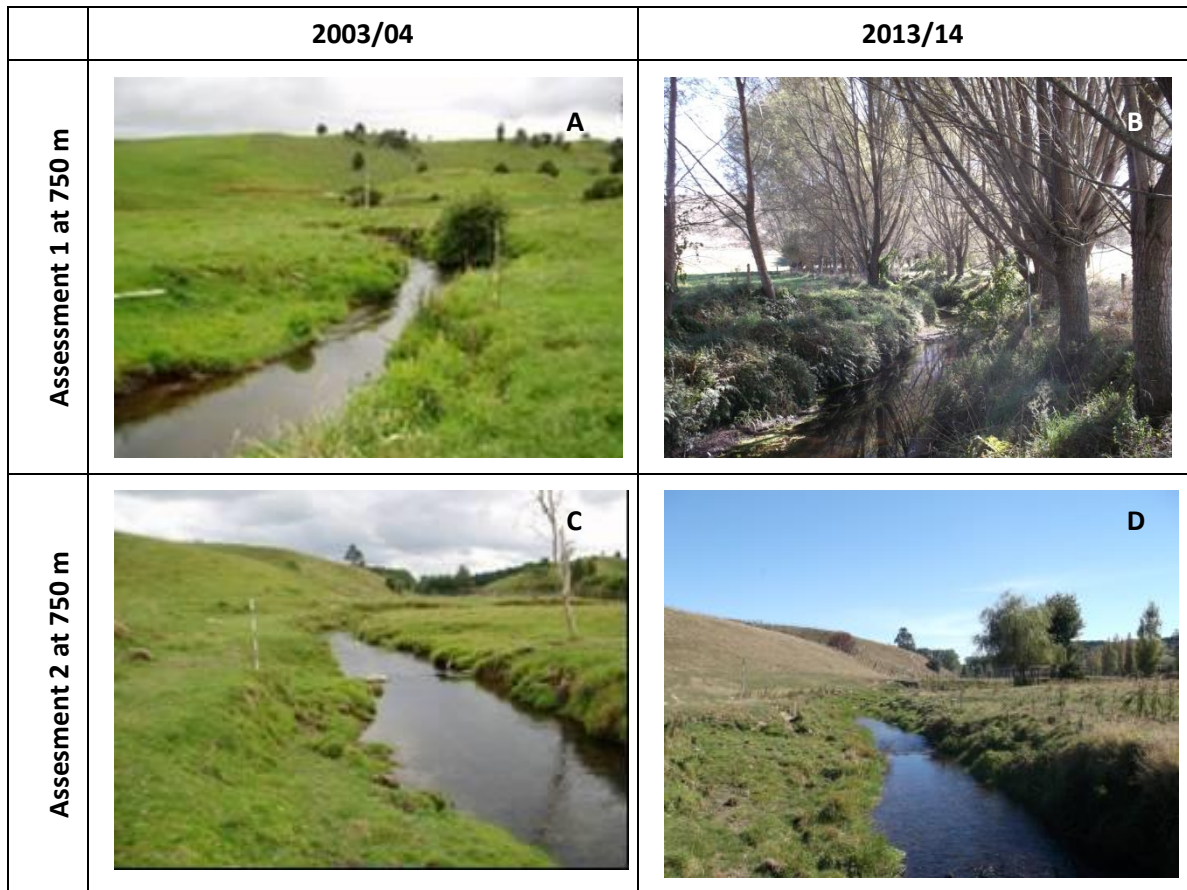 2003/04
2013/14
Assessment 1 at 750 m
A
B
Assesment 2 at 750 m
C
D